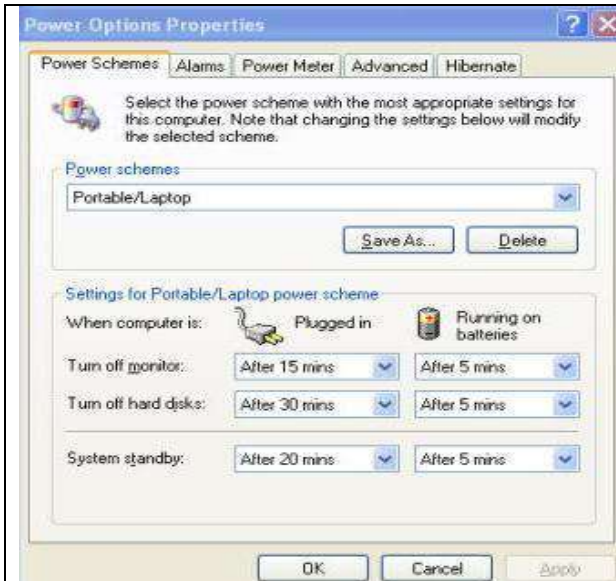 Power Options Properties
Power Schemes Alarms Power Meter Advanced Hibernate
Select the power scheme with the most appropriate settings for
this computer. Note that changing the settings below will modify
the selected scheme.
Power schemes
Portable/Laptop
Save As... Delete
Settings for Portable/Laptop power scheme
When computer is: Plugged in Running on
batteries
Turn off monitor: After 15 mins After 5 mins
Turn off hard disks: After 30 mins After 5 mins
System standby: After 20 mins After 5 mins
OK Cancel Apply